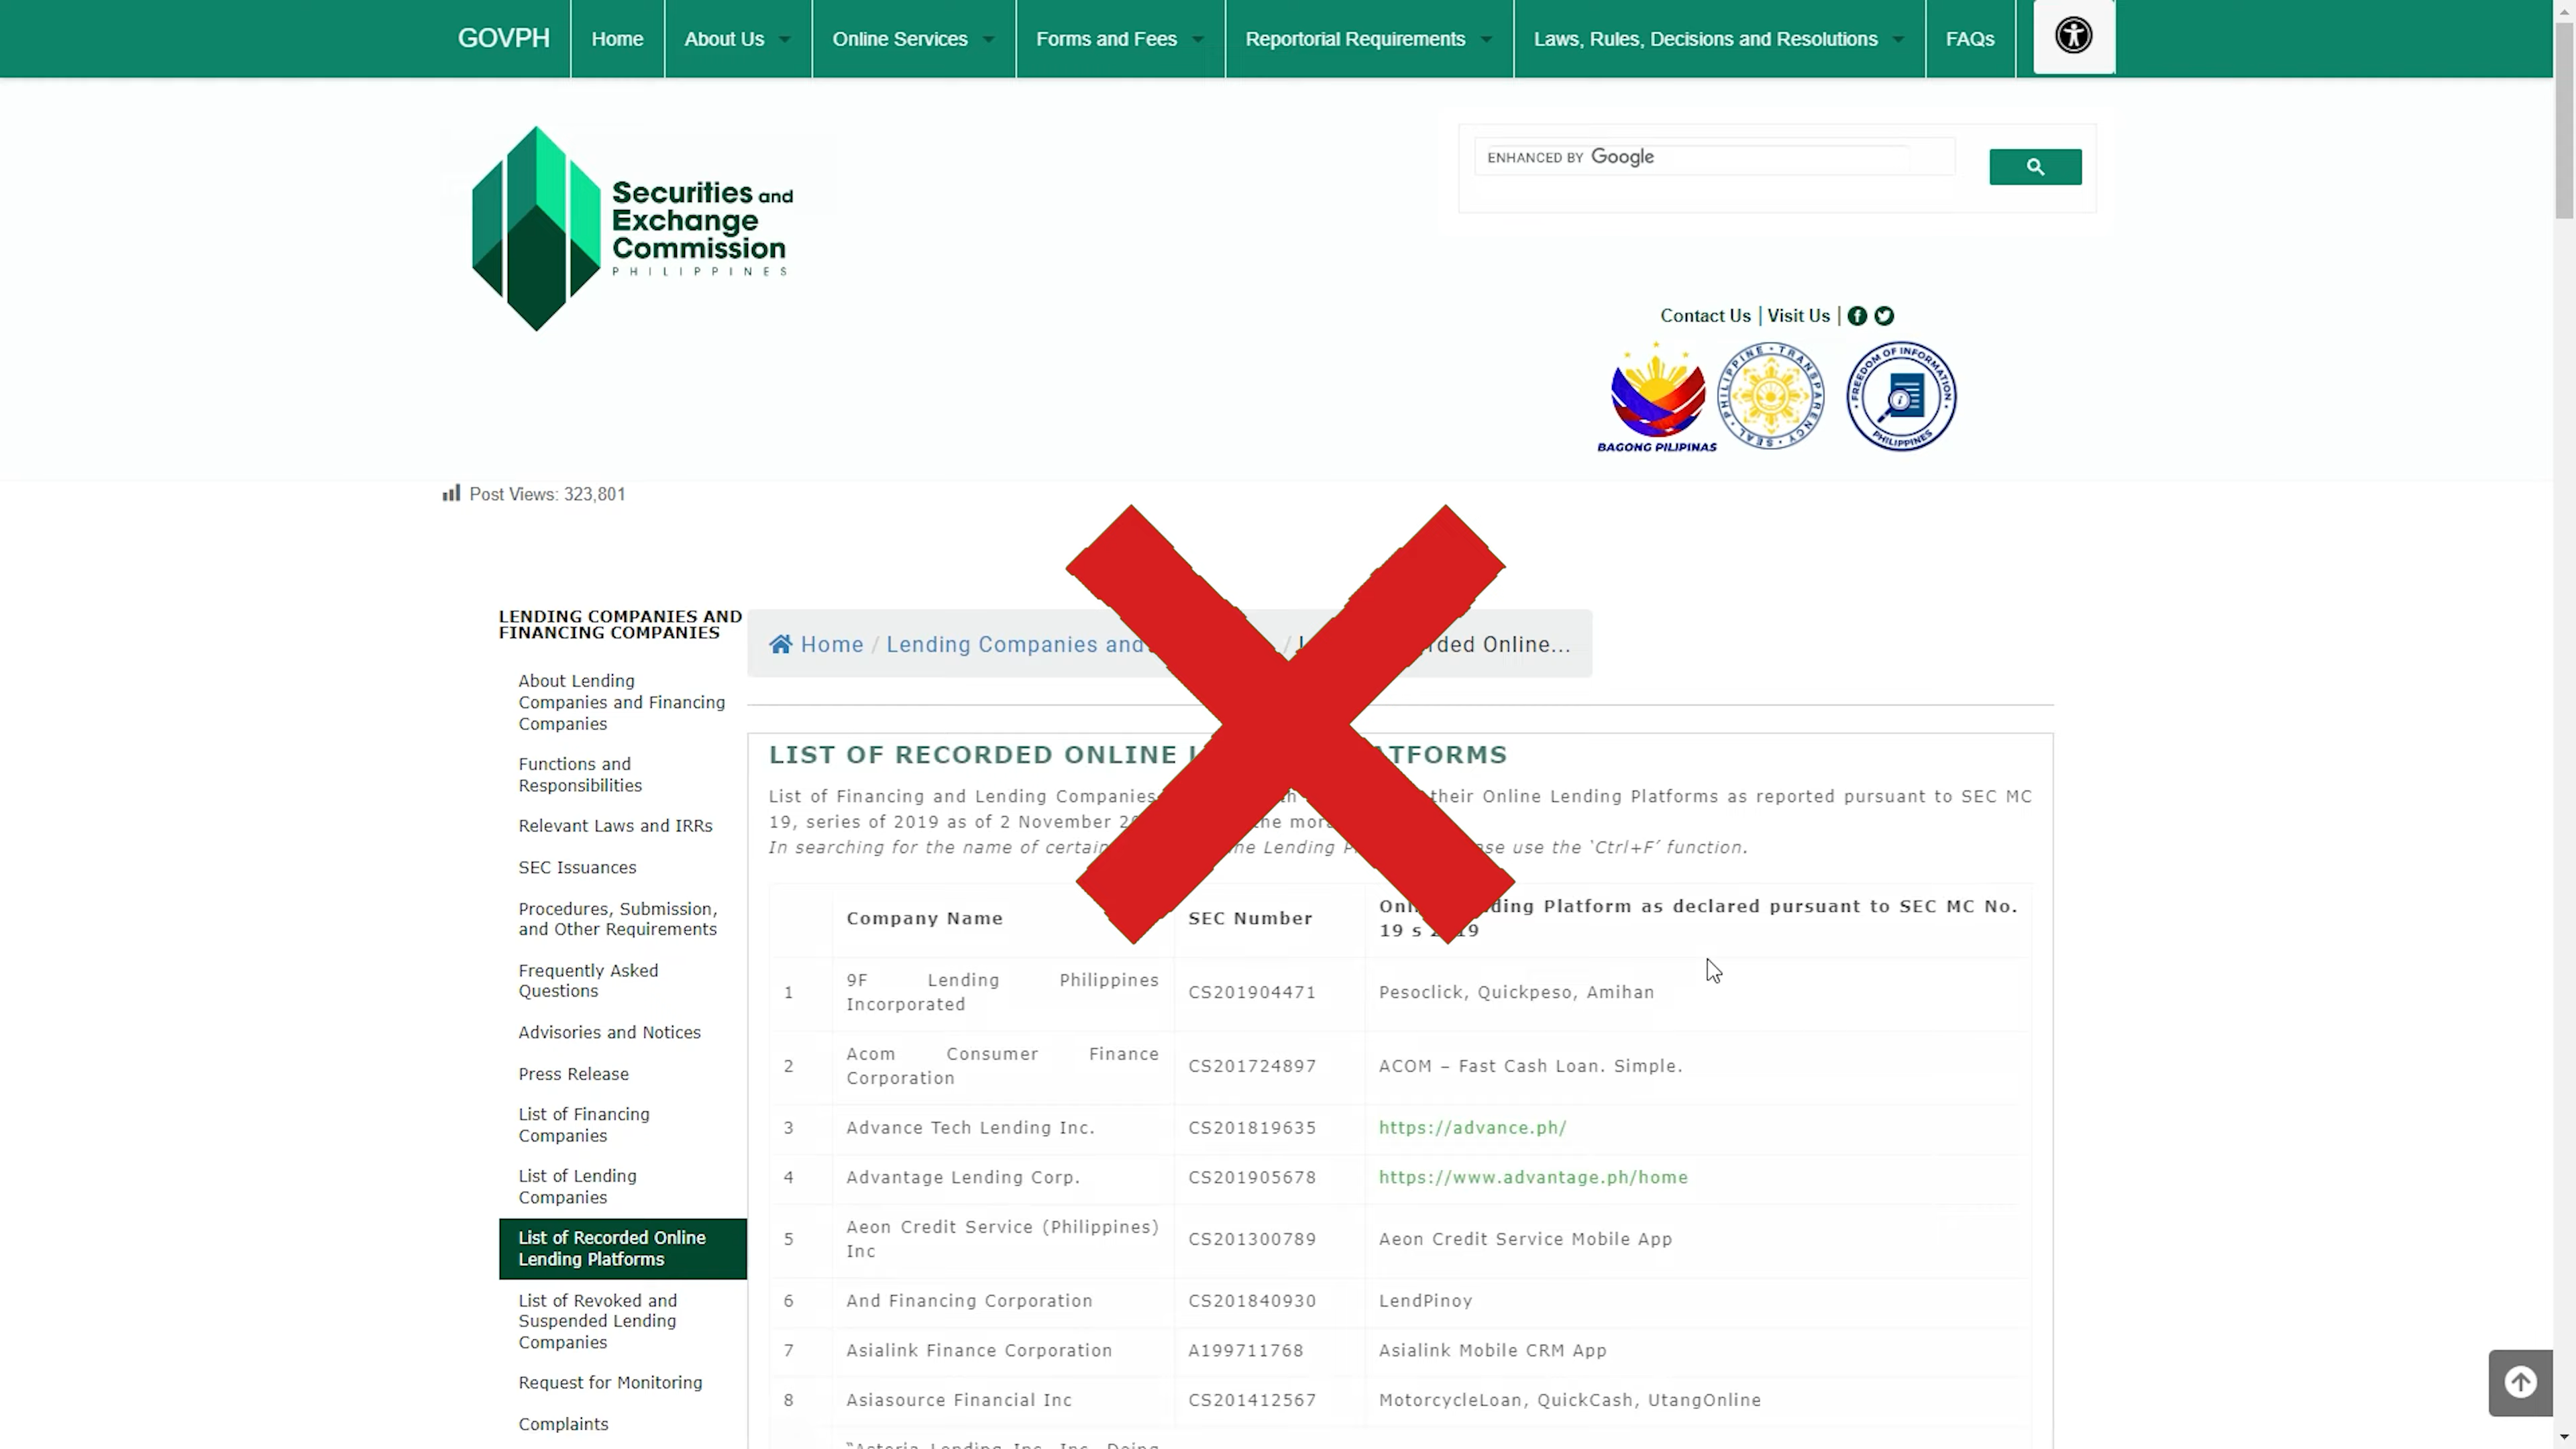 GOVPH
Home
About Us
Online Services
Forms and Fees
Reportorial Requirements
Laws, Rules, Decisions and Resolutions
FAQs
Securities and
Exchange
Commission
PHILIPPINES
ENHANCED BY Google
Contact Us | Visit Us |
BAGONG PILIPINAS
PHILIPPINE TRANSPARENCY SEAL
FREEDOM OF INFORMATION
PHILIPPINES
Post Views: 323,801
LENDING COMPANIES AND
FINANCING COMPANIES
About Lending
Companies and Financing
Companies
Functions and
Responsibilities
Relevant Laws and IRRs
SEC Issuances
Procedures, Submission,
and Other Requirements
Frequently Asked
Questions
Advisories and Notices
Press Release
List of Financing
Companies
List of Lending
Companies
List of Recorded Online
Lending Platforms
List of Revoked and
Suspended Lending
Companies
Request for Monitoring
Complaints
Home / Lending Companies and / Online...
LIST OF RECORDED ONLINE
List of Financing and Lending Companies their Online Lending Platforms as reported pursuant to SEC MC
19, series of 2019 as of 2 November the
In searching for the name of certain Lending use the ‘Ctrl+F’ function.
Company Name SEC Number Platform as declared pursuant to SEC MC No.
19 s
1 9F Lending Philippines Incorporated CS201904471 Pesoclick, Quickpeso, Amihan
2 Acom Consumer Finance Corporation CS201724897 ACOM – Fast Cash Loan. Simple.
3 Advance Tech Lending Inc. CS201819635 https://advance.ph/
4 Advantage Lending Corp. CS201905678 https://www.advantage.ph/home
5 Aeon Credit Service (Philippines) Inc CS201300789 Aeon Credit Service Mobile App
6 And Financing Corporation CS201840930 LendPinoy
7 Asialink Finance Corporation A199711768 Asialink Mobile CRM App
8 Asiasource Financial Inc CS201412567 MotorcycleLoan, QuickCash, UtangOnline